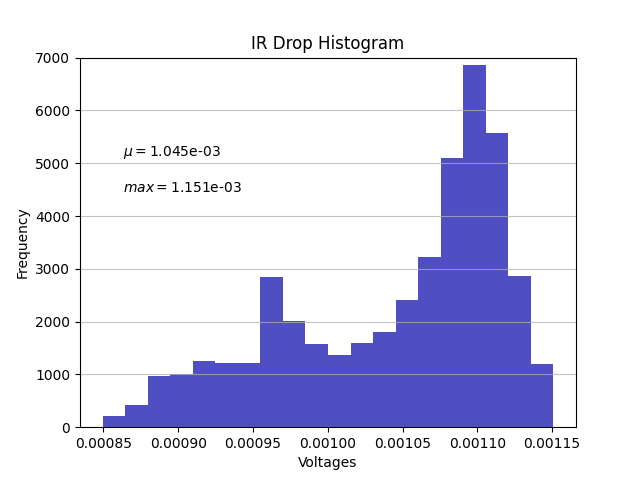 IR Drop Histogram
7000
6000
5000
4000
3000
2000
1000
0
Frequency
μ = 1.045e-03
max = 1.151e-03
0.00085 0.00090 0.00095 0.00100 0.00105 0.00110 0.00115
Voltages